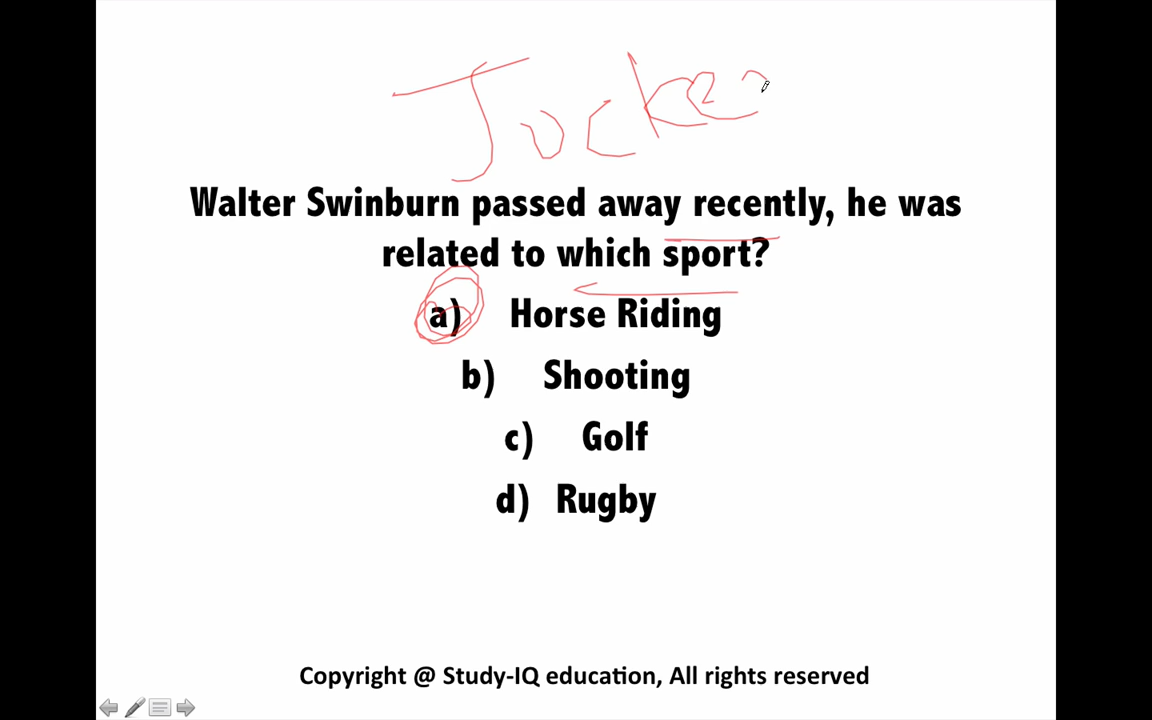 Jocke
Walter Swinburn passed away recently, he was
related to which sport?
a) Horse Riding
b) Shooting
c) Golf
d) Rugby
Copyright @ Study-IQ education, All rights reserved